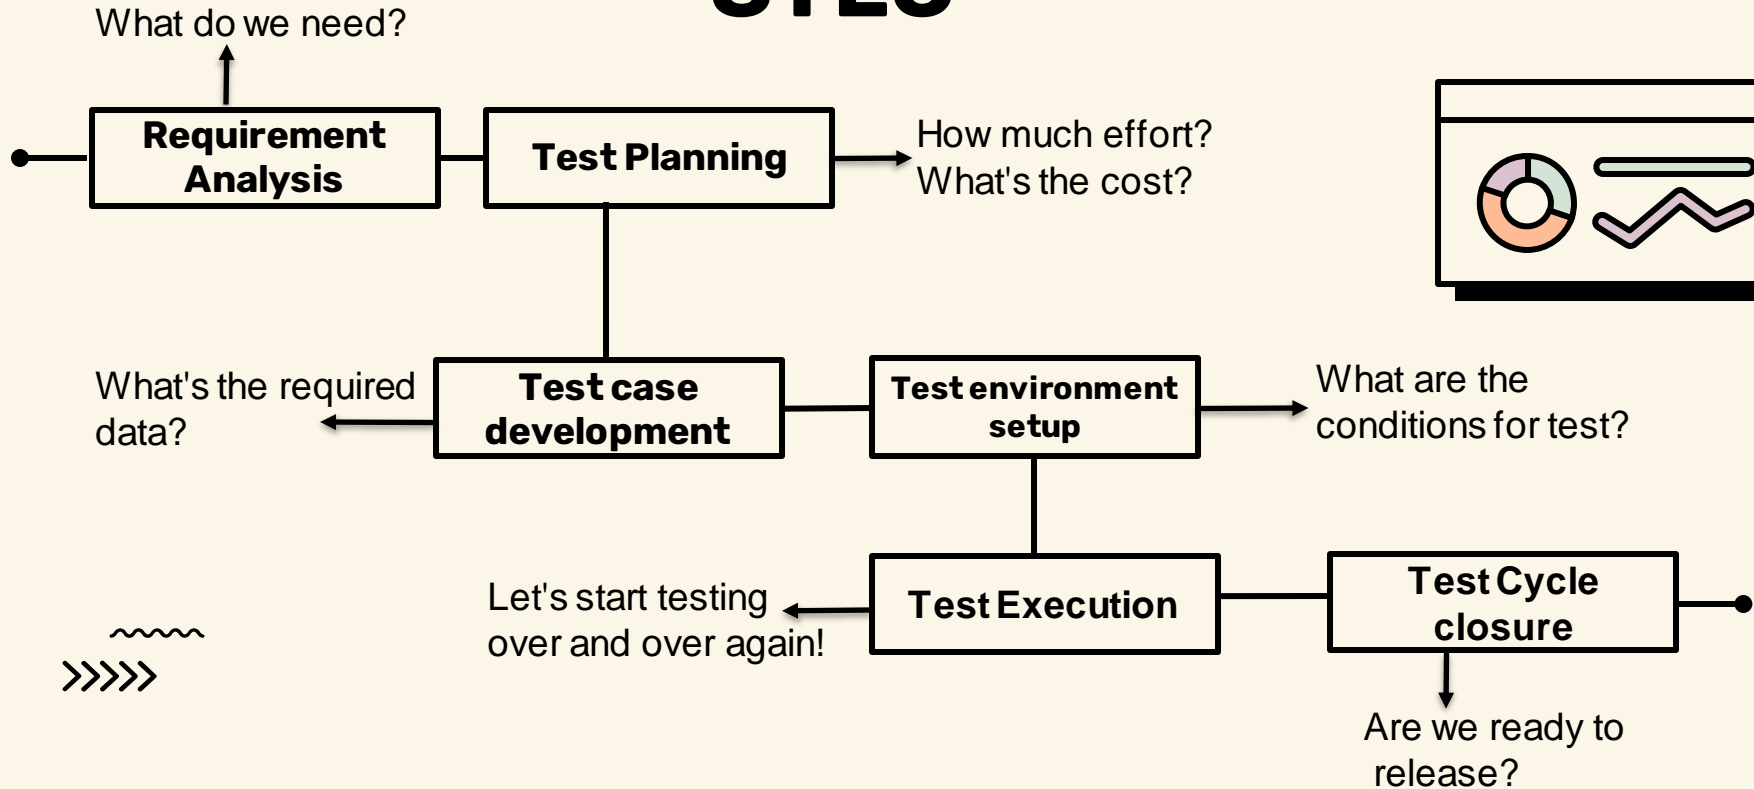 What do we need?
Requirement
Analysis
Test Planning
How much effort?
What's the cost?
What's the required
data?
Test case
development
Test environment
setup
What are the
conditions for test?
Let's start testing
over and over again!
Test Execution
Test Cycle
closure
Are we ready to
release?